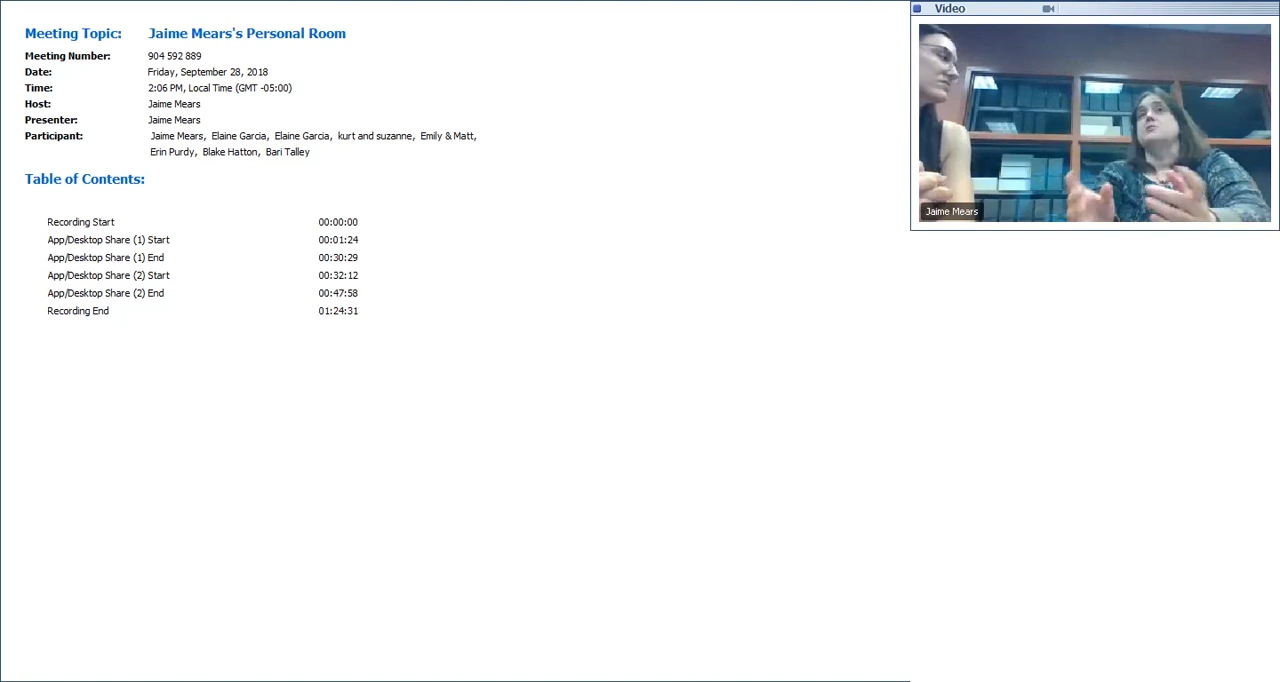 Meeting Topic: Jaime Mears's Personal Room
Meeting Number: 904 592 889
Date: Friday, September 28, 2018
Time: 2:06 PM, Local Time (GMT -05:00)
Host: Jaime Mears
Presenter: Jaime Mears
Participant: Jaime Mears, Elaine Garcia, Elaine Garcia, kurt and suzanne, Emily & Matt,
Erin Purdy, Blake Hatton, Bari Talley
Table of Contents:
Recording Start 00:00:00
App/Desktop Share (1) Start 00:01:24
App/Desktop Share (1) End 00:30:29
App/Desktop Share (2) Start 00:32:12
App/Desktop Share (2) End 00:47:58
Recording End 01:24:31
Video
Jaime Mears